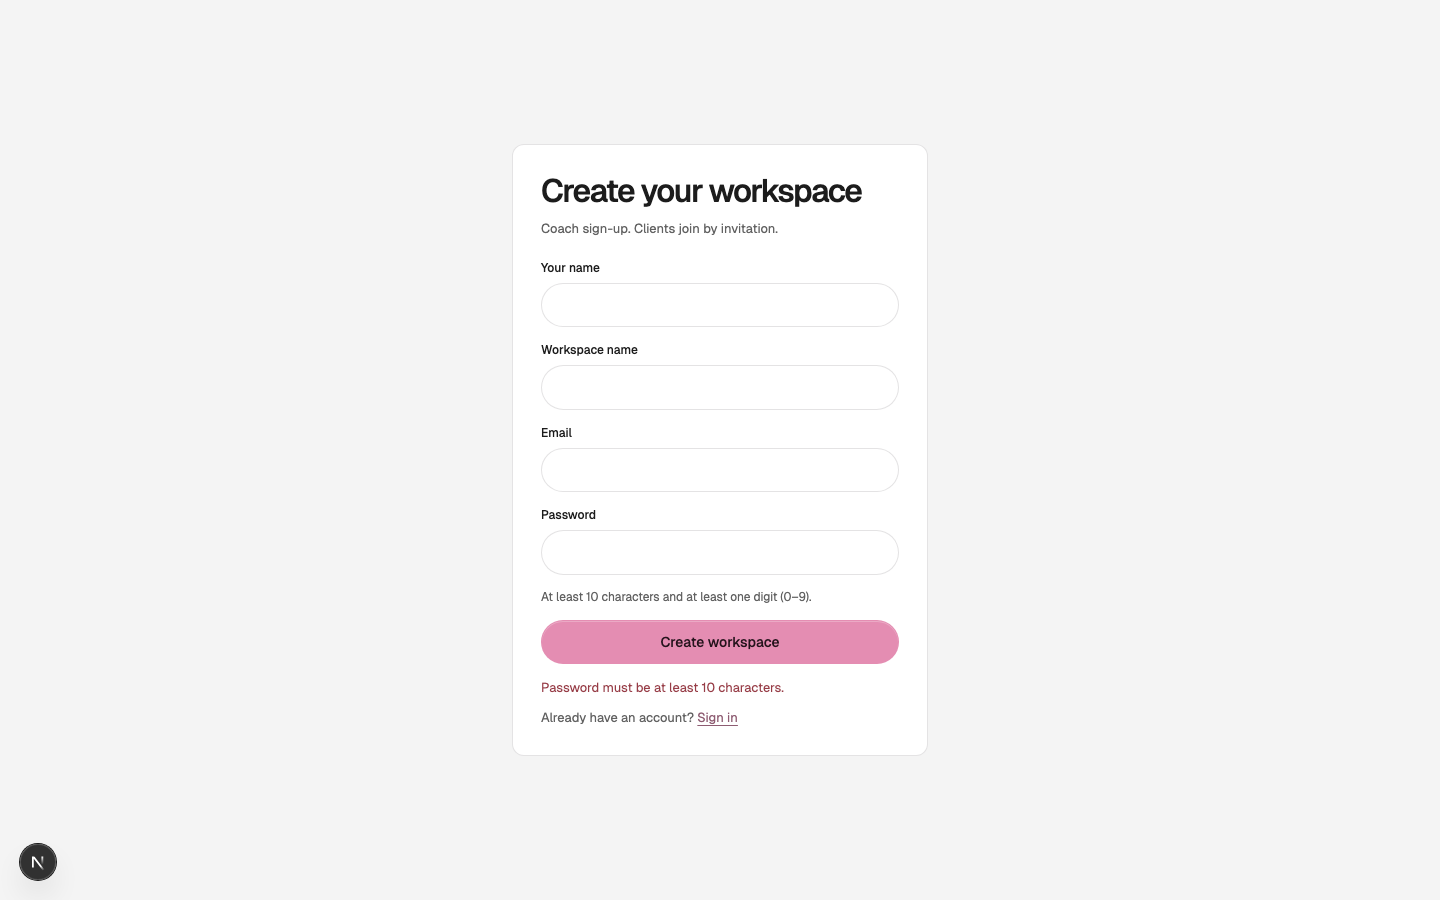 Create your workspace
Coach sign-up. Clients join by invitation.
Your name
Workspace name
Email
Password
At least 10 characters and at least one digit (0–9).
Create workspace
Password must be at least 10 characters.
Already have an account? Sign in
N